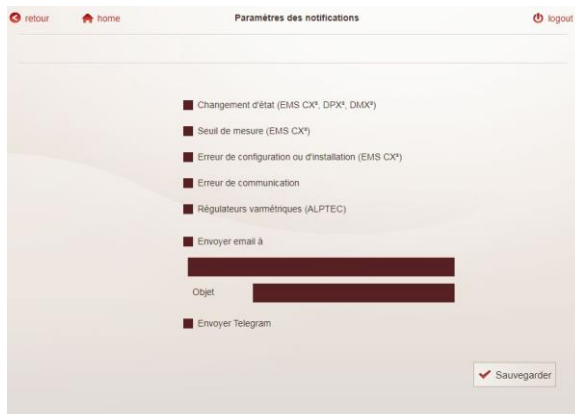 retour home Paramètres des notifications logout
Changement d'état (EMS CX³, DPX³, DMX³)
Seuil de mesure (EMS CX³)
Erreur de configuration ou d'installation (EMS CX³)
Erreur de communication
Régulateurs varmétriques (ALPTEC)
Envoyer email à
Objet
Envoyer Telegram
Sauvegarder